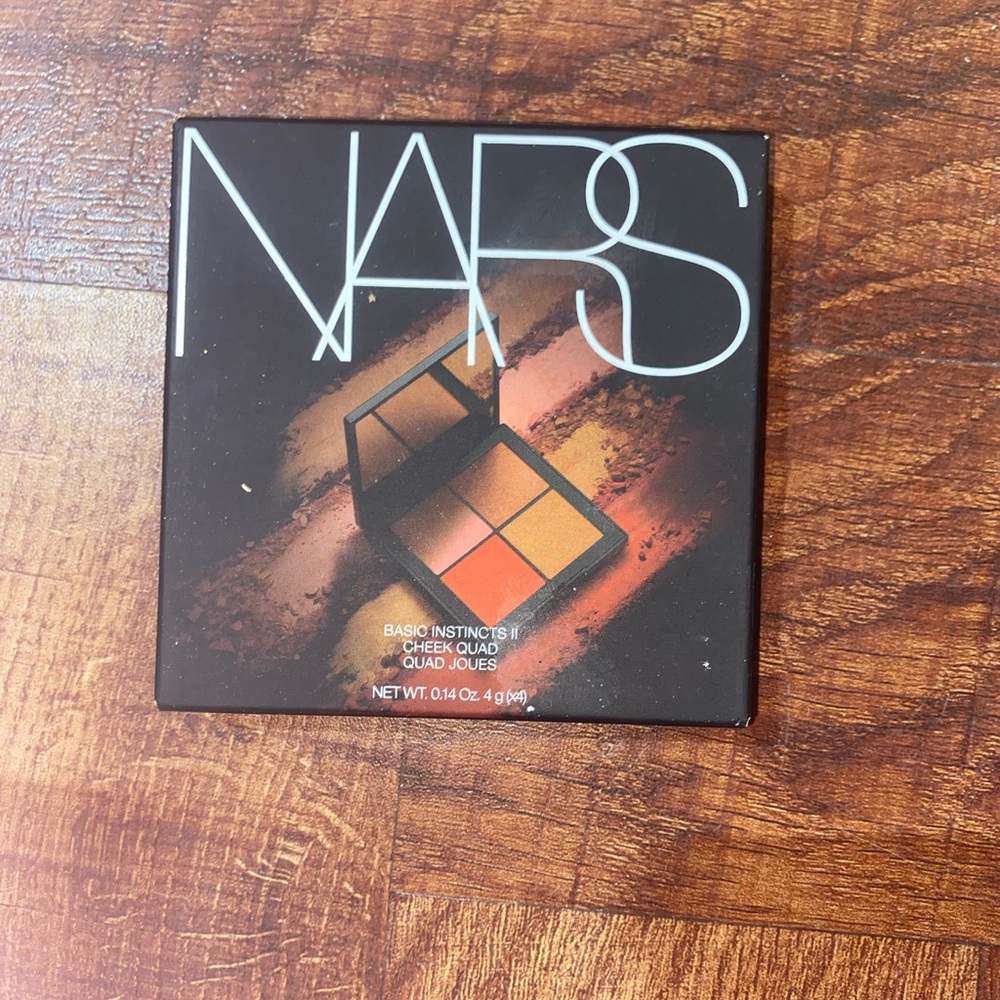 NARS
BASIC INSTINCTS II
CHEEK QUAD
QUAD JOUES
NET WT. 0.14 Oz. 4 g (x4)